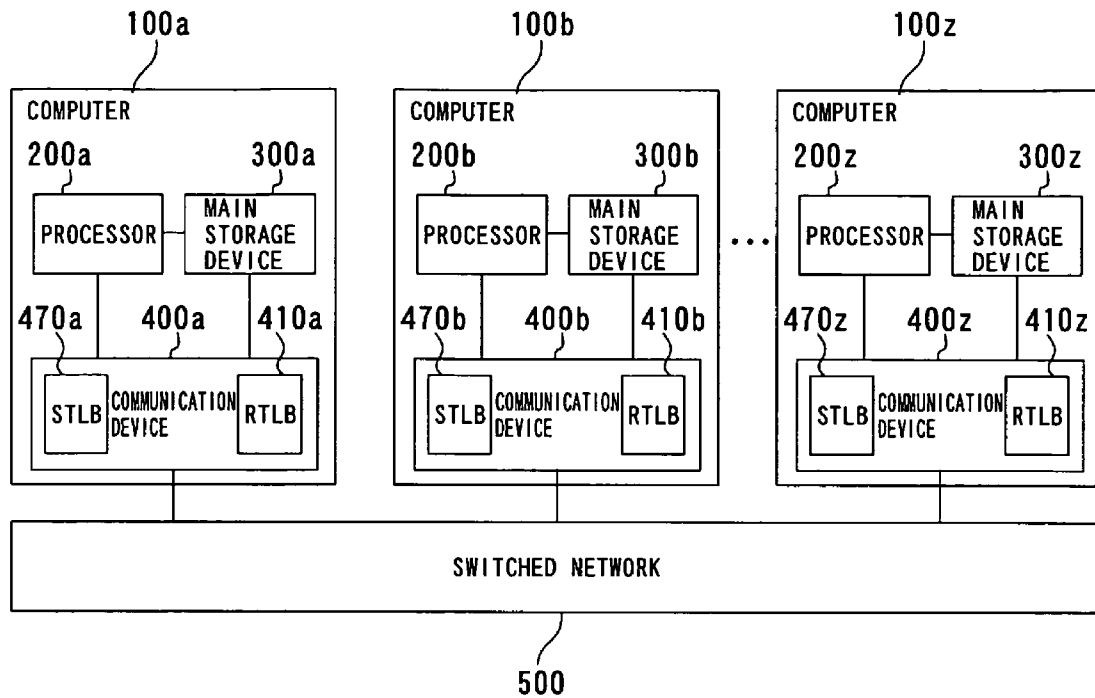 100a 100b 100z
COMPUTER COMPUTER COMPUTER
200a 300a 200b 300b 200z 300z
PROCESSOR
MAIN
STORAGE
DEVICE
PROCESSOR
MAIN
STORAGE
DEVICE
...
PROCESSOR
MAIN
STORAGE
DEVICE
470a 400a 410a 470b 400b 410b 470z 400z 410z
STLB
COMMUNICATION
DEVICE
RTLB
STLB
COMMUNICATION
DEVICE
RTLB
STLB
COMMUNICATION
DEVICE
RTLB
SWITCHED NETWORK
500